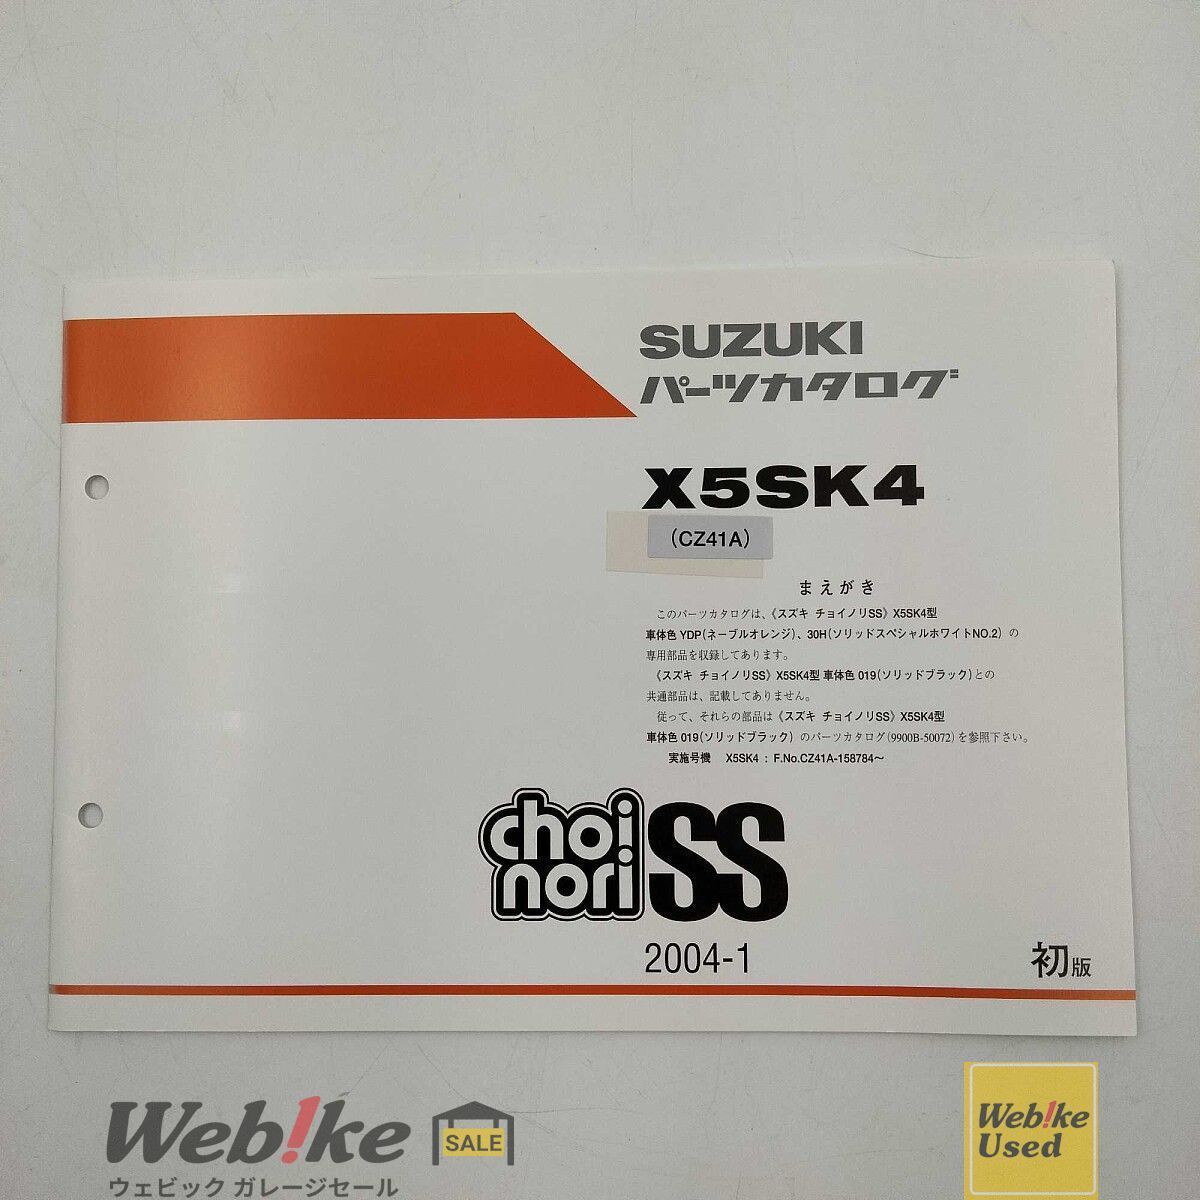 SUZUKI
パーツカタログ
X5SK4
（CZ41A）
まえがき
このパーツカタログは、《スズキ チョイノリSS》X5SK4型
車体色 YDP（ネーブルオレンジ）、30H（ソリッドスペシャルホワイトNO.2）の
専用部品を収録してあります。
《スズキ チョイノリSS》X5SK4型 車体色 019（ソリッドブラック）との
共通部品は、記載してありません。
従って、それらの部品は《スズキ チョイノリSS》X5SK4型
車体色 019（ソリッドブラック）のパーツカタログ（9900B-50072）を参照下さい。
実施号機 X5SK4 : F.No.CZ41A-158784〜
choi
nori SS
2004-1
初版
Web!ke
SALE
ウェビック ガレージセール
Web!ke
Used